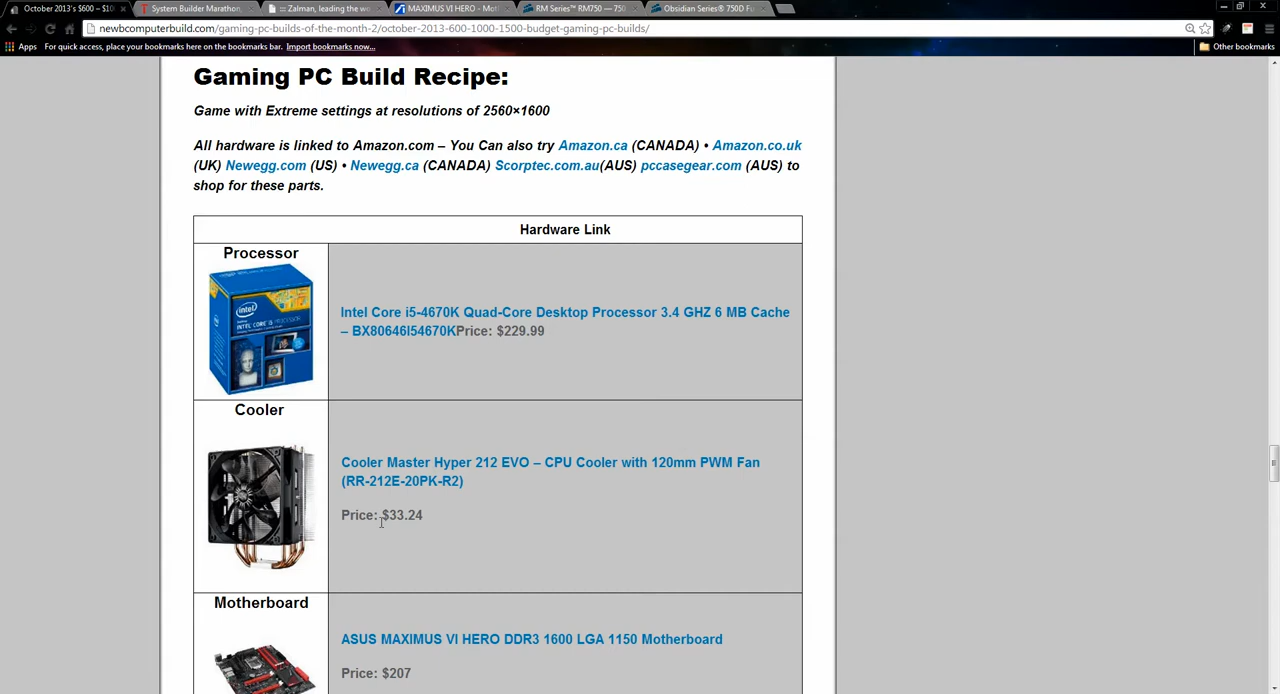 October 2013's $600 – $10
System Builder Marathon,
::: Zalman, leading the wo
MAXIMUS VI HERO - Mot
RM Series™ RM750 — 750
Obsidian Series® 750D Fu
newbcomputerbuild.com/gaming-pc-builds-of-the-month-2/october-2013-600-1000-1500-budget-gaming-pc-builds/
Apps For quick access, place your bookmarks here on the bookmarks bar. Import bookmarks now... Other bookmarks
Gaming PC Build Recipe:
Game with Extreme settings at resolutions of 2560×1600
All hardware is linked to Amazon.com – You Can also try Amazon.ca (CANADA) • Amazon.co.uk
(UK) Newegg.com (US) • Newegg.ca (CANADA) Scorptec.com.au(AUS) pccasegear.com (AUS) to
shop for these parts.
Hardware Link
Processor
intel
INTEL CORE i5
Intel Core i5-4670K Quad-Core Desktop Processor 3.4 GHZ 6 MB Cache
– BX80646I54670KPrice: $229.99
Cooler
Cooler Master Hyper 212 EVO – CPU Cooler with 120mm PWM Fan
(RR-212E-20PK-R2)
Price: $33.24
Motherboard
ASUS MAXIMUS VI HERO DDR3 1600 LGA 1150 Motherboard
Price: $207